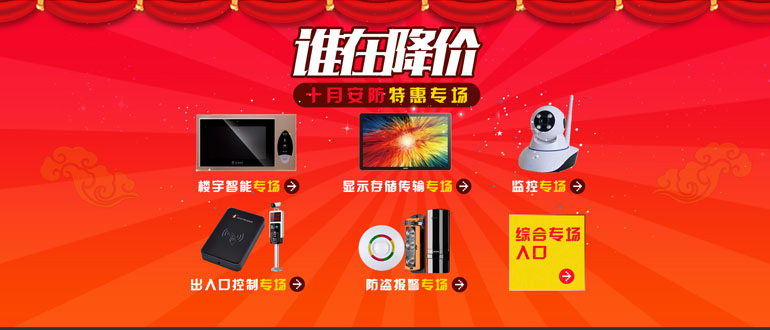 谁在降价
十月安防特惠专场
楼宇智能专场
显示存储传输专场
监控专场
出入口控制专场
防盗报警专场
综合专场
入口